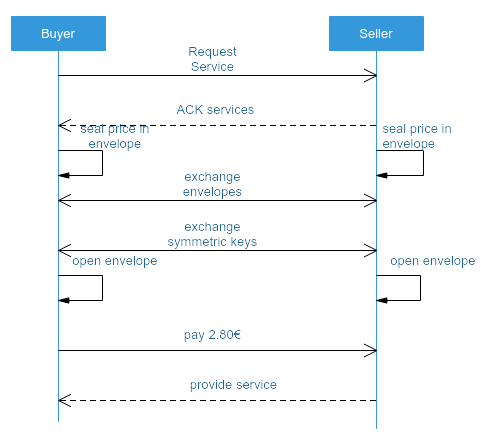 Buyer
Seller
Request
Service
ACK services
seal price in
envelope
seal price in
envelope
exchange
envelopes
exchange
symmetric keys
open envelope
open envelope
pay 2.80€
provide service